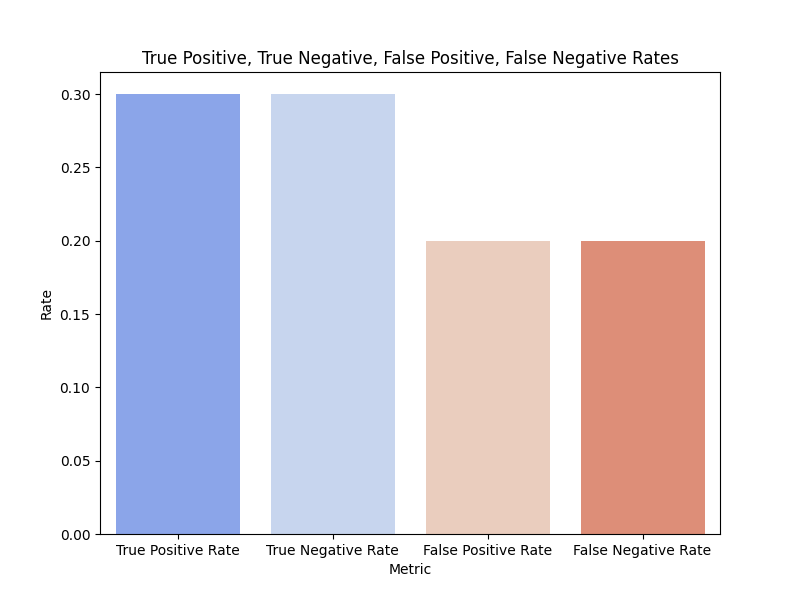 True Positive, True Negative, False Positive, False Negative Rates
0.30
0.25
0.20
0.15
0.10
0.05
0.00
Rate
True Positive Rate
True Negative Rate
False Positive Rate
False Negative Rate
Metric